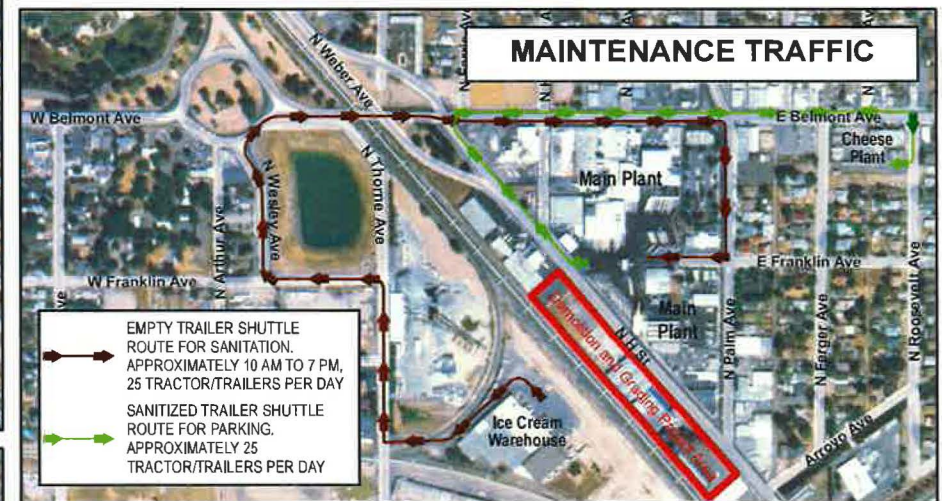 MAINTENANCE TRAFFIC
N Weber Ave
W Belmont Ave
E Belmont Ave
Cheese
Plant
Main Plant
N Wesley Ave
N Thorne Ave
N Arthur Ave
W Franklin Ave
E Franklin Ave
Main
Plant
N H St
N Palm Ave
N Farger Ave
N Roosevelt Ave
Demolition and Grading Project Area
Ice Cream
Warehouse
Arroyo Ave
Ave
EMPTY TRAILER SHUTTLE
ROUTE FOR SANITATION.
APPROXIMATELY 10 AM TO 7 PM,
25 TRACTOR/TRAILERS PER DAY
SANITIZED TRAILER SHUTTLE
ROUTE FOR PARKING.
APPROXIMATELY 25
TRACTOR/TRAILERS PER DAY